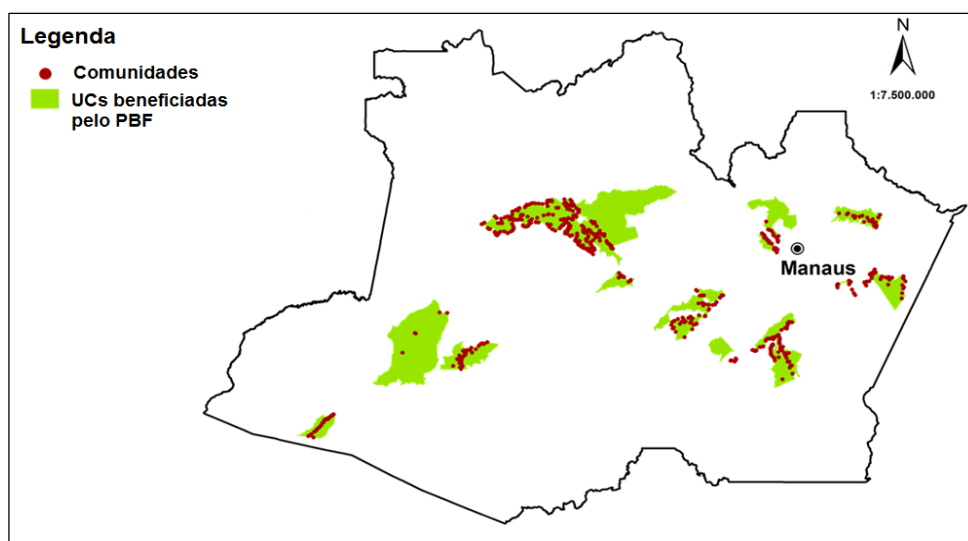 Legenda
Comunidades
UCs beneficiadas
pelo PBF
N
1:7.500.000
Manaus